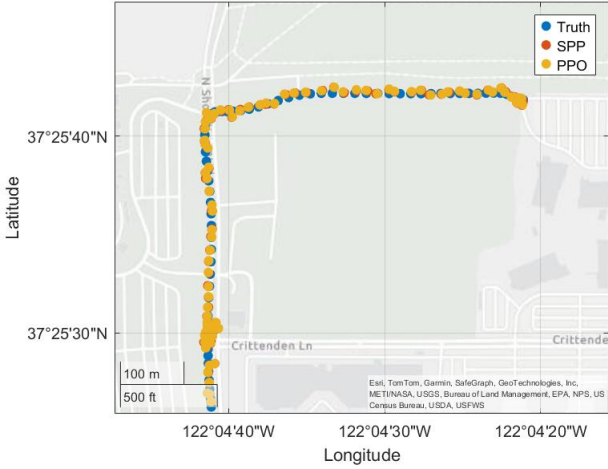 Truth
SPP
PPO
N Sho
37°25'40"N
Latitude
37°25'30"N
Crittenden Ln
Crittende
100 m
500 ft
Esri, TomTom, Garmin, SafeGraph, GeoTechnologies, Inc,
METI/NASA, USGS, Bureau of Land Management, EPA, NPS, US
Census Bureau, USDA, USFWS
122°04'40"W
122°04'30"W
122°04'20"W
Longitude